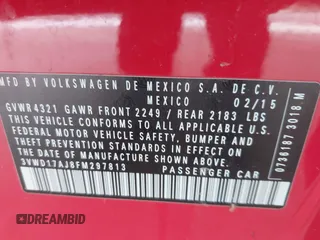 MFD BY VOLKSWAGEN DE MEXICO S.A. DE C.V.
MEXICO 02/15
GVWR 4321 GAWR FRONT 2249 / REAR 2183 LBS
THIS VEHICLE CONFORMS TO ALL APPLICABLE U.S.
FEDERAL MOTOR VEHICLE SAFETY, BUMPER AND
THEFT PREVENTION STANDARDS IN EFFECT ON THE
DATE OF MANUFACTURE SHOWN ABOVE.
3VWD17AJ8FM297813 PASSENGER CAR
0736187 3018 M